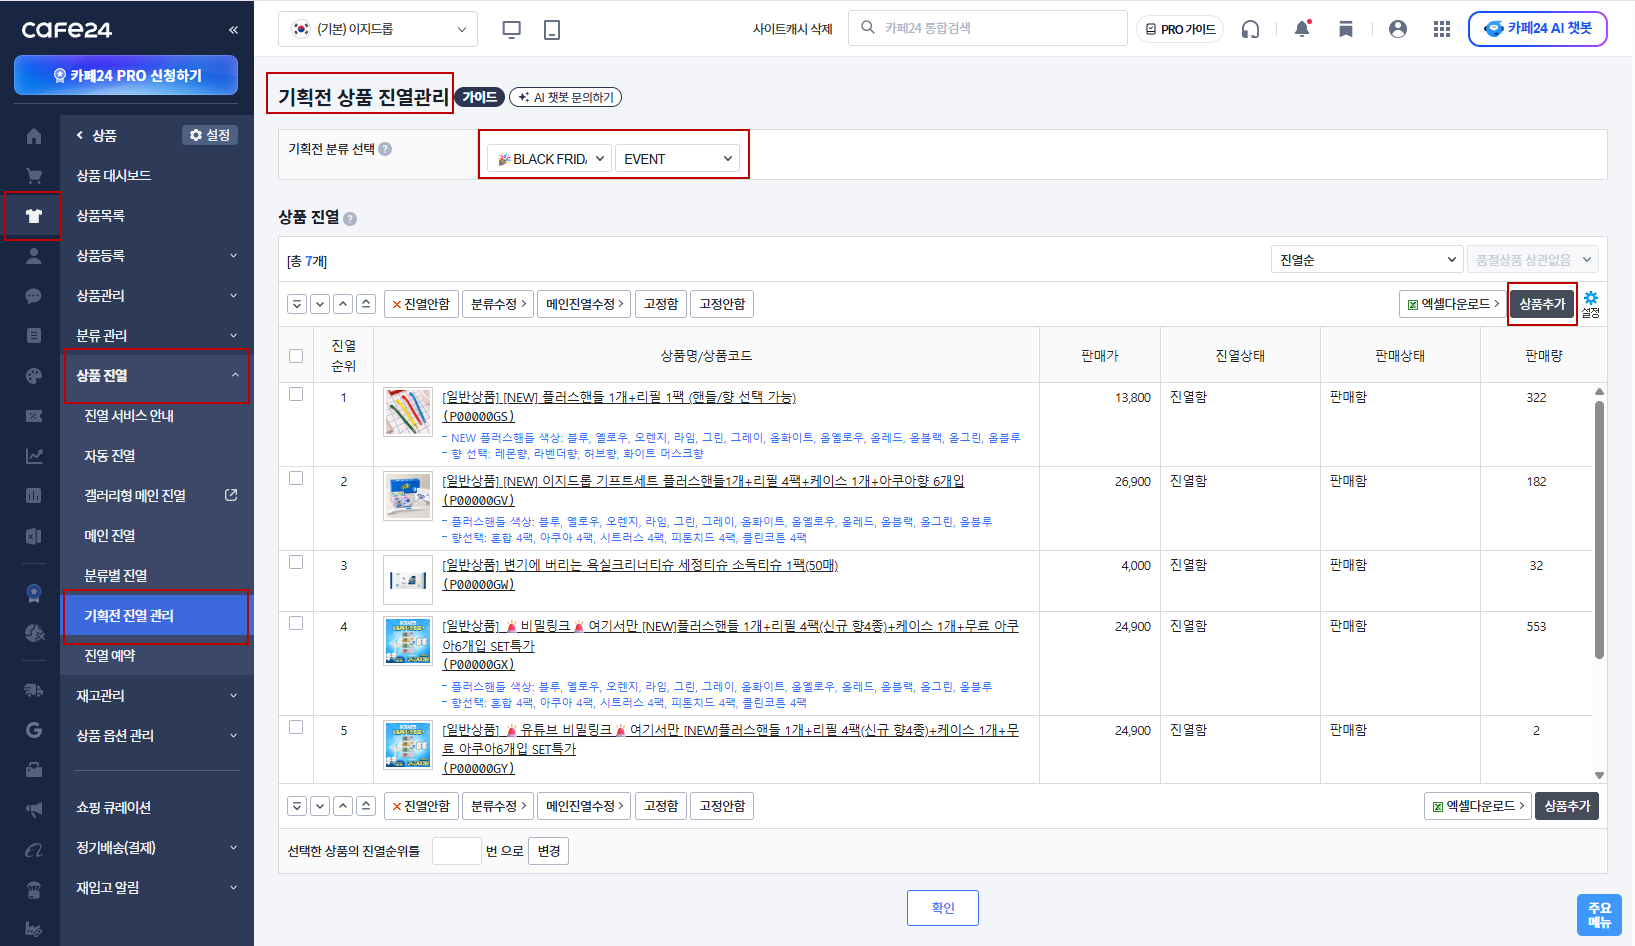 cafe24
«
카페24 PRO 신청하기
상품
설정
상품 대시보드
상품목록
상품등록
상품관리
분류 관리
상품 진열
진열 서비스 안내
자동 진열
갤러리형 메인 진열
메인 진열
분류별 진열
기획전 진열 관리
진열 예약
재고관리
상품 옵션 관리
쇼핑 큐레이션
정기배송(결제)
재입고 알림
(기본) 이지드롭
사이트캐시 삭제
카페24 통합검색
PRO 가이드
카페24 AI 챗봇
기획전 상품 진열관리
가이드
AI 챗봇 문의하기
기획전 분류 선택 ?
🎉BLACK FRID
EVENT
상품 진열 ?
[총 7개]
진열순
품절상품 상관없음
× 진열안함
분류수정 >
메인진열수정 >
고정함
고정안함
엑셀다운로드 >
상품추가
설정
진열
순위
상품명/상품코드
판매가
진열상태
판매상태
판매량
1
[일반상품] [NEW] 플러스핸들 1개+리필 1팩 (핸들/향 선택 가능)
(P00000GS)
- NEW 플러스핸들 색상: 블루, 옐로우, 오렌지, 라임, 그린, 그레이, 올화이트, 올옐로우, 올레드, 올블랙, 올그린, 올블루
- 향 선택: 레몬향, 라벤더향, 허브향, 화이트 머스크향
13,800
진열함
판매함
322
2
[일반상품] [NEW] 이지드롭 기프트세트 플러스핸들1개+리필 4팩+케이스 1개+아쿠아향 6개입
(P00000GV)
- 플러스핸들 색상: 블루, 옐로우, 오렌지, 라임, 그린, 그레이, 올화이트, 올옐로우, 올레드, 올블랙, 올그린, 올블루
- 향선택: 혼합 4팩, 아쿠아 4팩, 시트러스 4팩, 피톤치드 4팩, 클린코튼 4팩
26,900
진열함
판매함
182
3
[일반상품] 변기에 버리는 욕실크리너티슈 세정티슈 소독티슈 1팩(50매)
(P00000GW)
4,000
진열함
판매함
32
4
[일반상품] 🚨비밀링크🚨여기서만 [NEW]플러스핸들 1개+리필 4팩(신규 향4종)+케이스 1개+무료 아쿠
아6개입 SET특가
(P00000GX)
- 플러스핸들 색상: 블루, 옐로우, 오렌지, 라임, 그린, 그레이, 올화이트, 올옐로우, 올레드, 올블랙, 올그린, 올블루
- 향선택: 혼합 4팩, 아쿠아 4팩, 시트러스 4팩, 피톤치드 4팩, 클린코튼 4팩
24,900
진열함
판매함
553
5
[일반상품] 🚨유튜브 비밀링크🚨여기서만 [NEW]플러스핸들 1개+리필 4팩(신규 향4종)+케이스 1개+무
료 아쿠아6개입 SET특가
(P00000GY)
24,900
진열함
판매함
2
× 진열안함
분류수정 >
메인진열수정 >
고정함
고정안함
엑셀다운로드 >
상품추가
선택한 상품의 진열순위를
번 으로
변경
확인
주요
메뉴